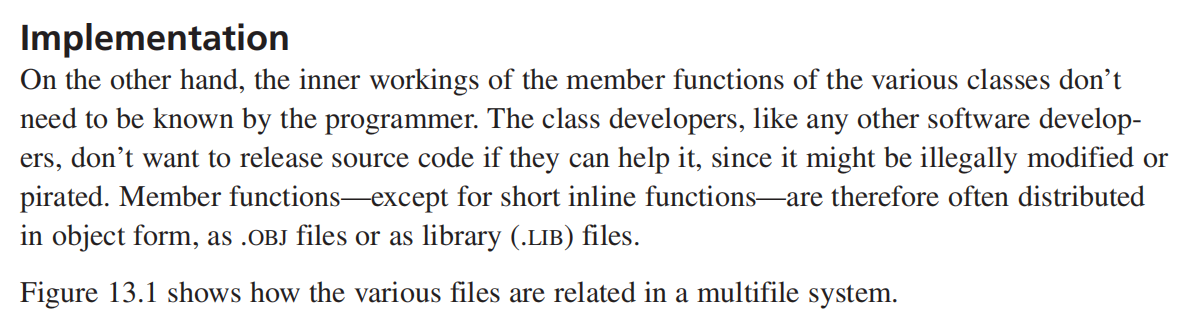 Implementation
On the other hand, the inner workings of the member functions of the various classes don’t
need to be known by the programmer. The class developers, like any other software develop-
ers, don’t want to release source code if they can help it, since it might be illegally modified or
pirated. Member functions—except for short inline functions—are therefore often distributed
in object form, as .OBJ files or as library (.LIB) files.
Figure 13.1 shows how the various files are related in a multifile system.